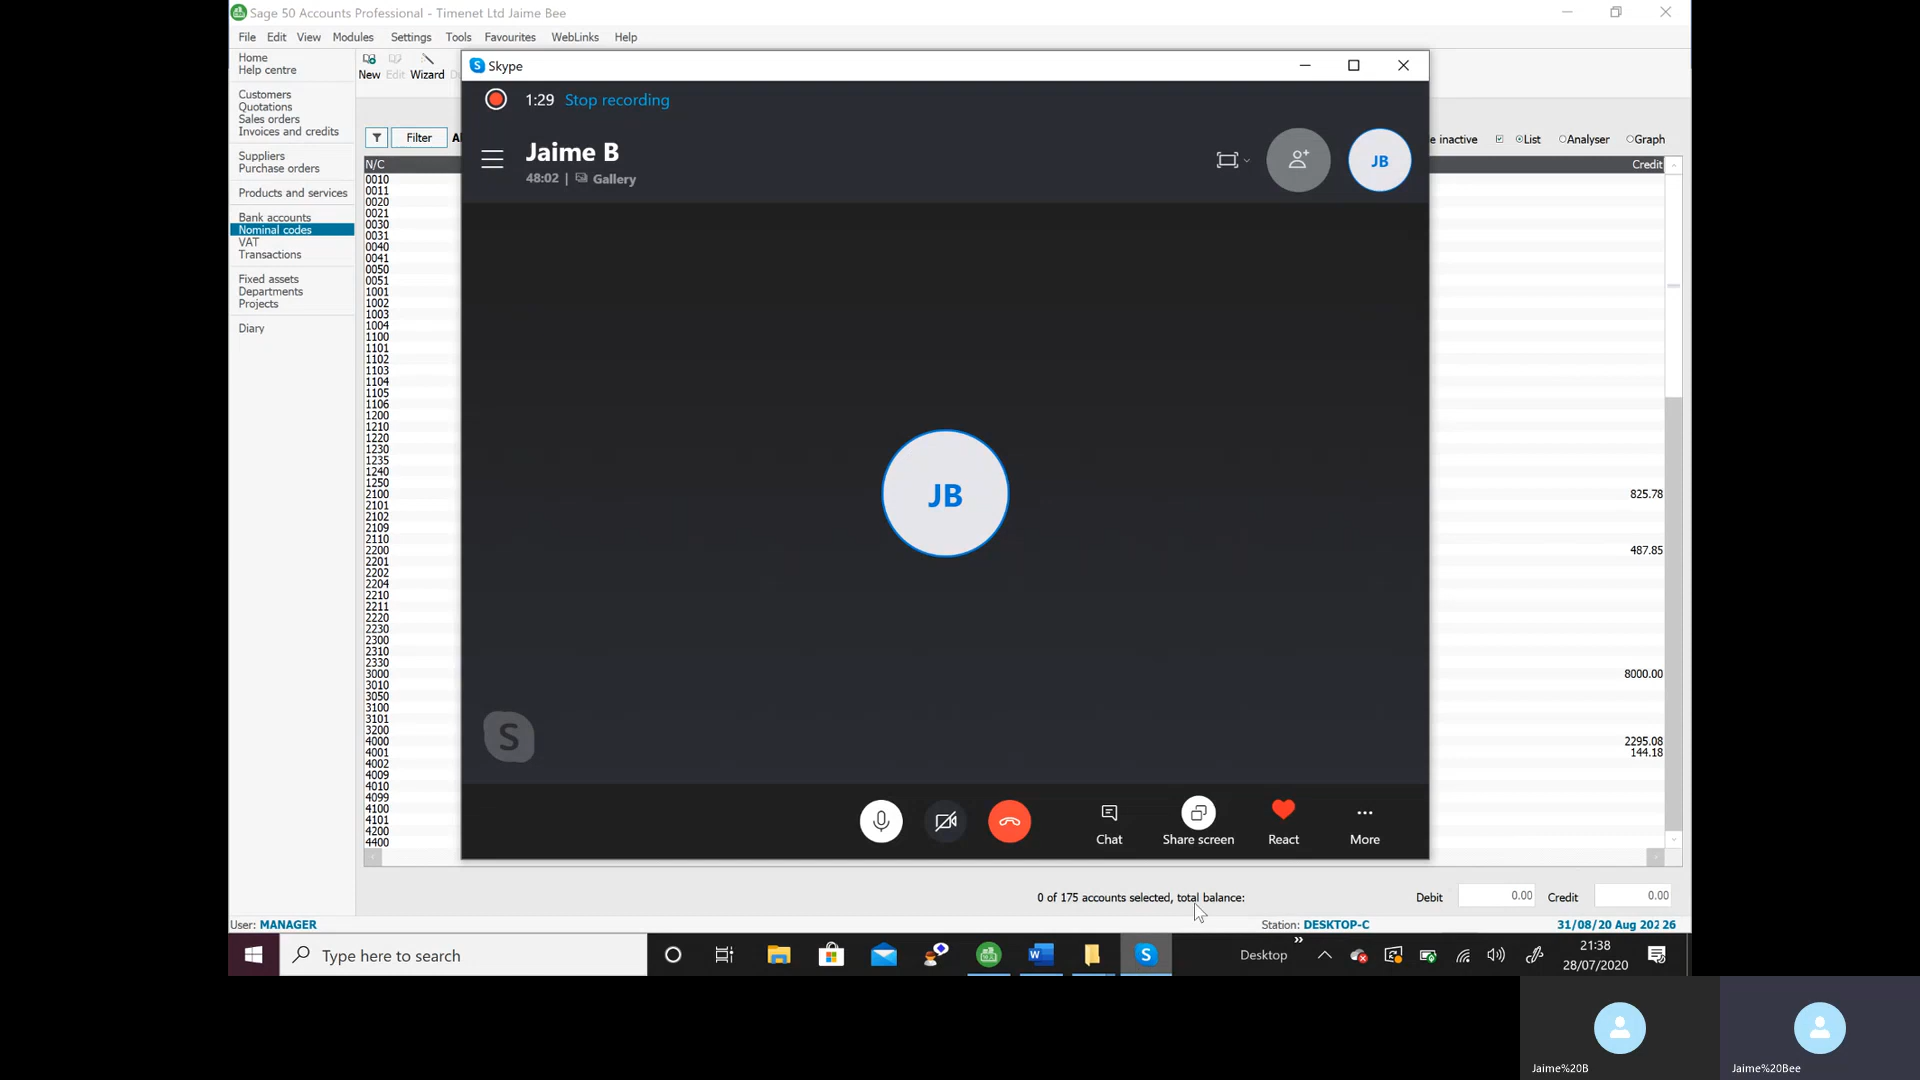 Sage 50 Accounts Professional - Timenet Ltd Jaime Bee
File Edit View Modules Settings Tools Favourites WebLinks Help
Home
Help centre
Customers
Quotations
Sales orders
Invoices and credits
Suppliers
Purchase orders
Products and services
Bank accounts
Nominal codes
VAT
Transactions
Fixed assets
Departments
Projects
Diary
New Edit Wizard
Filter
e inactive List Analyser Graph
N/C Credit
0010
0011
0020
0021
0030
0031
0040
0041
0050
0051
1001
1002
1003
1004
1100
1101
1102
1103
1104
1105
1106
1200
1210
1220
1230
1235
1240
1250
2100 825.78
2101
2102
2109
2110
2200 487.85
2201
2202
2204
2210
2211
2220
2230
2300
2310
2330
3000 8000.00
3010
3050
3100
3101
3200
4000 2295.08
4001 144.18
4002
4009
4010
4099
4100
4101
4200
4400
Skype
1:29 Stop recording
Jaime B
48:02 | Gallery
JB
JB
Chat Share screen React More
0 of 175 accounts selected, total balance: Debit 0.00 Credit 0.00
User: MANAGER Station: DESKTOP-C 31/08/20 Aug 202 26
Type here to search
Desktop
21:38
28/07/2020
Jaime%20B Jaime%20Bee